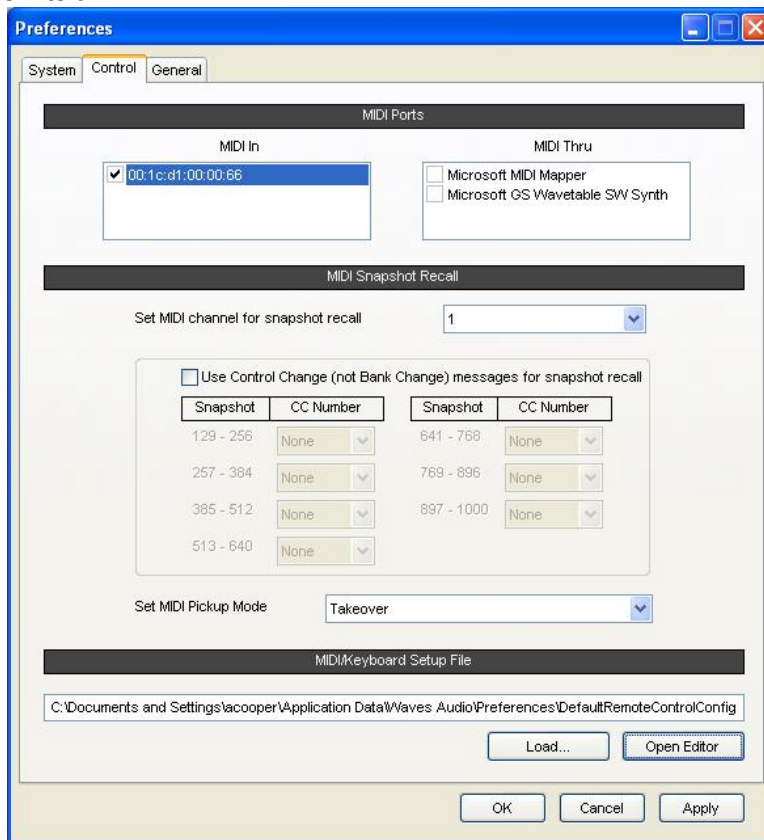 Preferences
System Control General
MIDI Ports
MIDI In MIDI Thru
00:1c:d1:00:00:66 Microsoft MIDI Mapper
Microsoft GS Wavetable SW Synth
MIDI Snapshot Recall
Set MIDI channel for snapshot recall 1
Use Control Change (not Bank Change) messages for snapshot recall
Snapshot CC Number Snapshot CC Number
129 - 256 None 641 - 768 None
257 - 384 None 769 - 896 None
385 - 512 None 897 - 1000 None
513 - 640 None
Set MIDI Pickup Mode Takeover
MIDI/Keyboard Setup File
C:\Documents and Settings\acooper\Application Data\Waves Audio\Preferences\DefaultRemoteControlConfig
Load... Open Editor
OK Cancel Apply